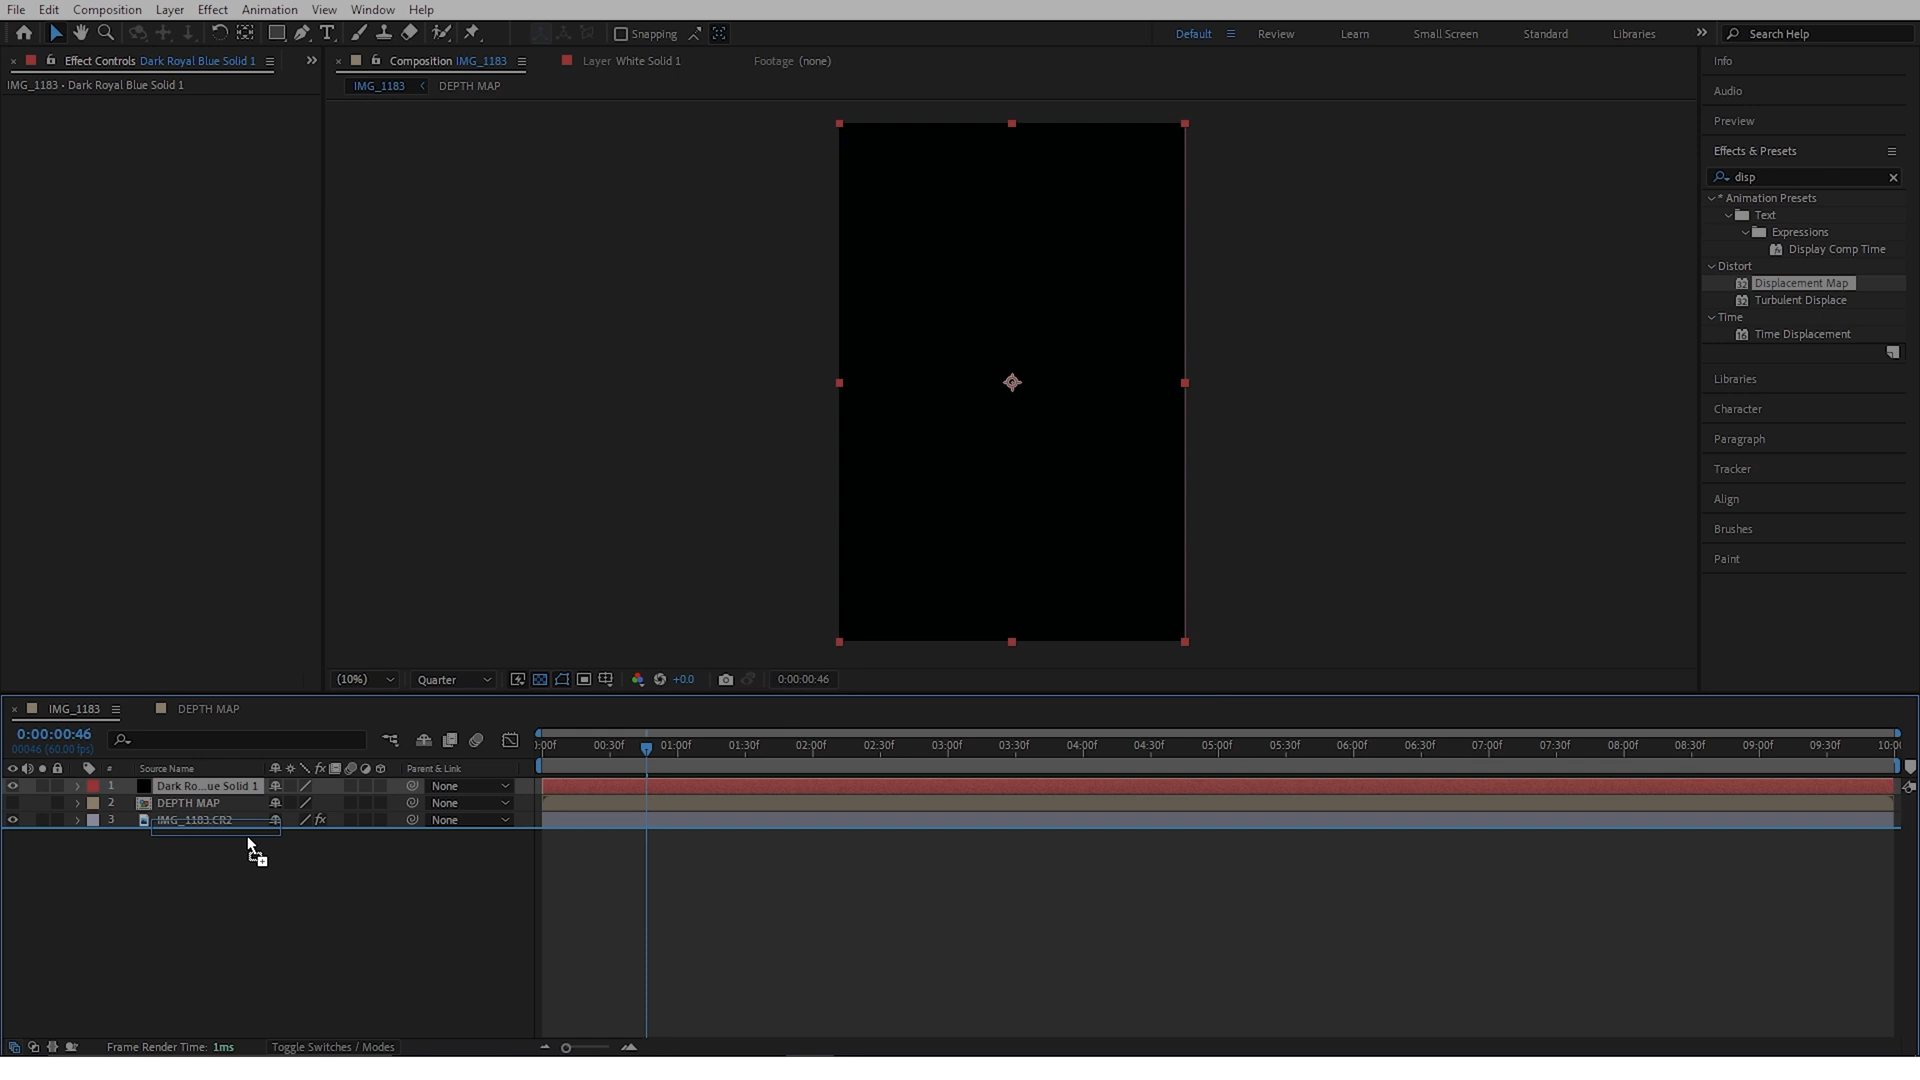 File Edit Composition Layer Effect Animation View Window Help
Snapping
Default Review Learn Small Screen Standard Libraries Search Help
Effect Controls Dark Royal Blue Solid 1
IMG_1183 • Dark Royal Blue Solid 1
Composition IMG_1183 Layer White Solid 1 Footage (none)
IMG_1183 DEPTH MAP
Info
Audio
Preview
Effects & Presets
disp
* Animation Presets
Text
Expressions
Display Comp Time
Distort
Displacement Map
Turbulent Displace
Time
Time Displacement
Libraries
Character
Paragraph
Tracker
Align
Brushes
Paint
(10%) Quarter +0.0 0:00:00:46
IMG_1183 DEPTH MAP
0:00:00:46
00046 (60.00 fps)
):00f 00:30f 01:00f 01:30f 02:00f 02:30f 03:00f 03:30f 04:00f 04:30f 05:00f 05:30f 06:00f 06:30f 07:00f 07:30f 08:00f 08:30f 09:00f 09:30f 10:00
# Source Name fx Parent & Link
1 Dark Ro...ue Solid 1 None
2 DEPTH MAP None
3 IMG_1183.CR2 fx None
Frame Render Time: 1ms Toggle Switches / Modes